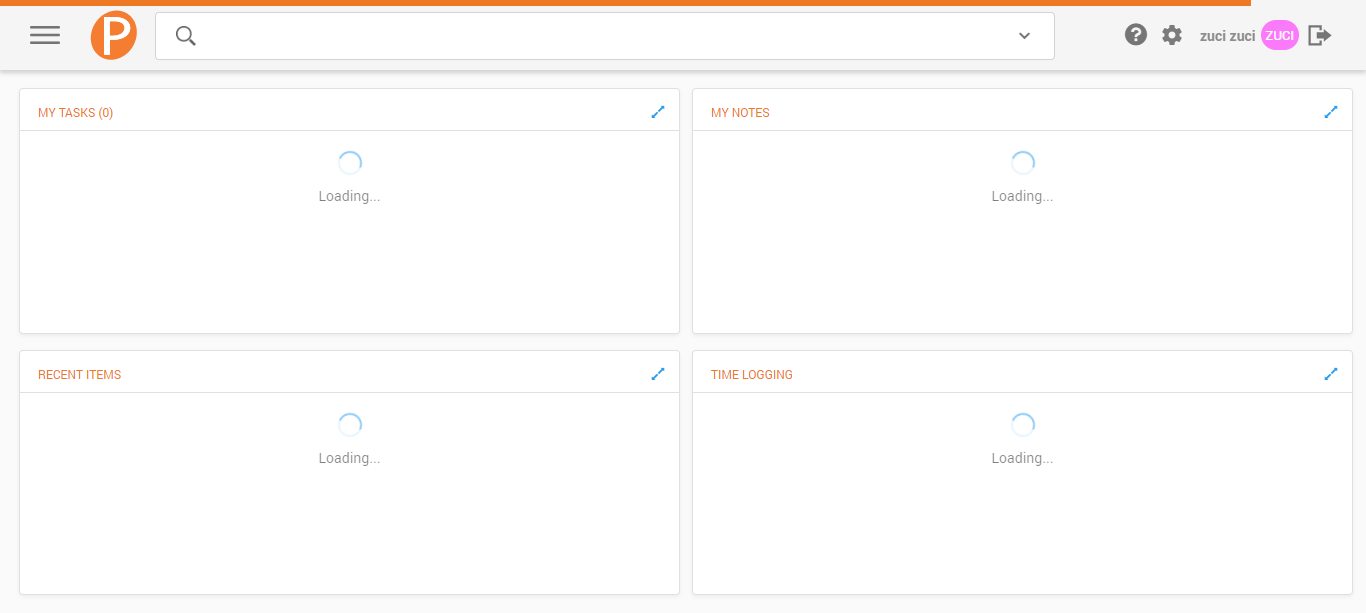 P
zuci zuci ZUCI
MY TASKS (0)
Loading...
MY NOTES
Loading...
RECENT ITEMS
Loading...
TIME LOGGING
Loading...